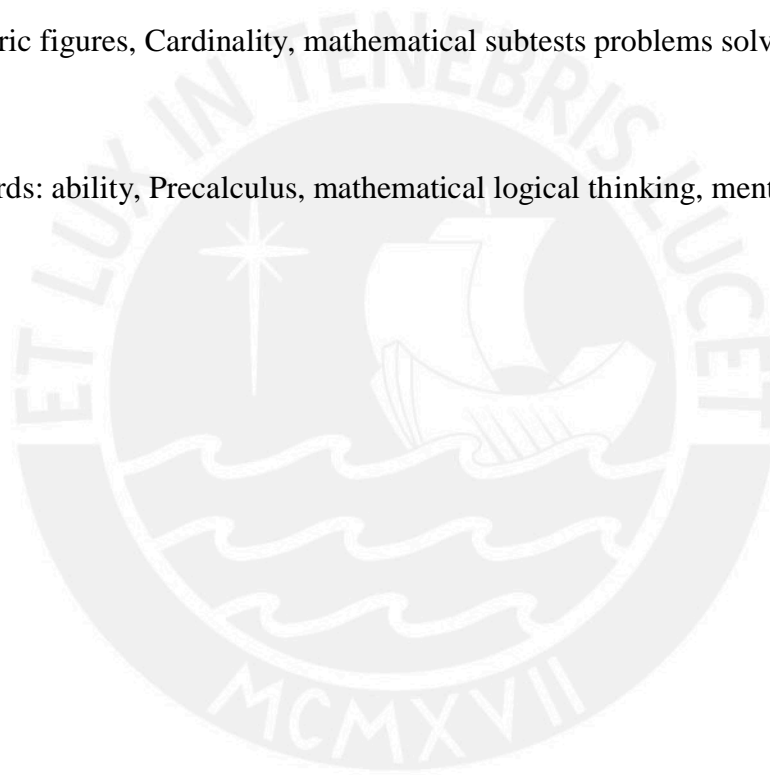 ric figures, Cardinality, mathematical subtests problems solv
ET LUX IN TENEBRIS LUCET
rds: ability, Precalculus, mathematical logical thinking, ment
MCMXVII